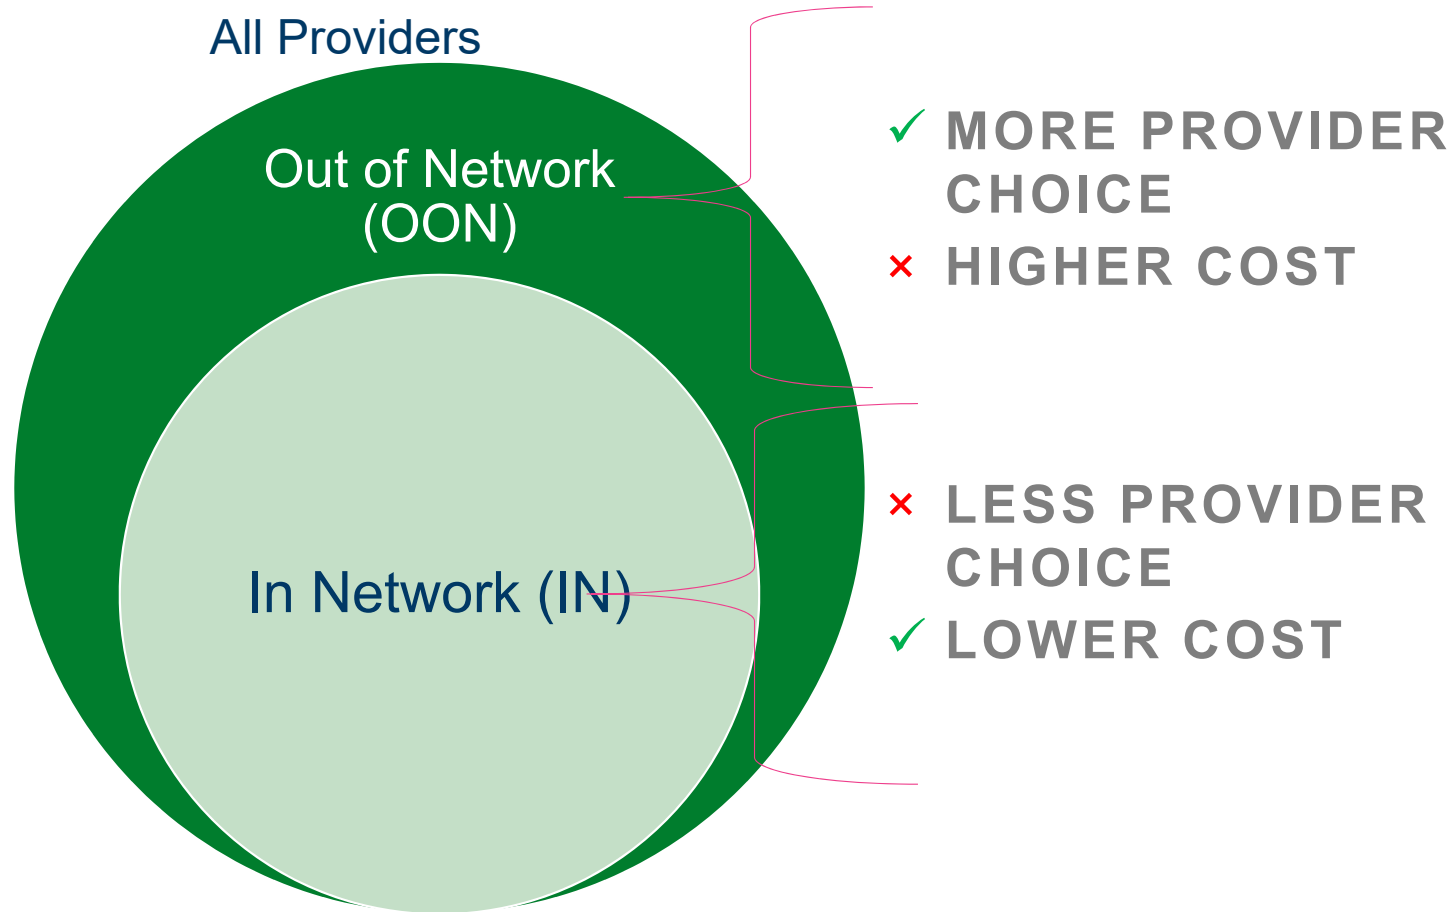 All Providers
Out of Network
(OON)
✓ MORE PROVIDER
CHOICE
× HIGHER COST
In Network (IN)
× LESS PROVIDER
CHOICE
✓ LOWER COST